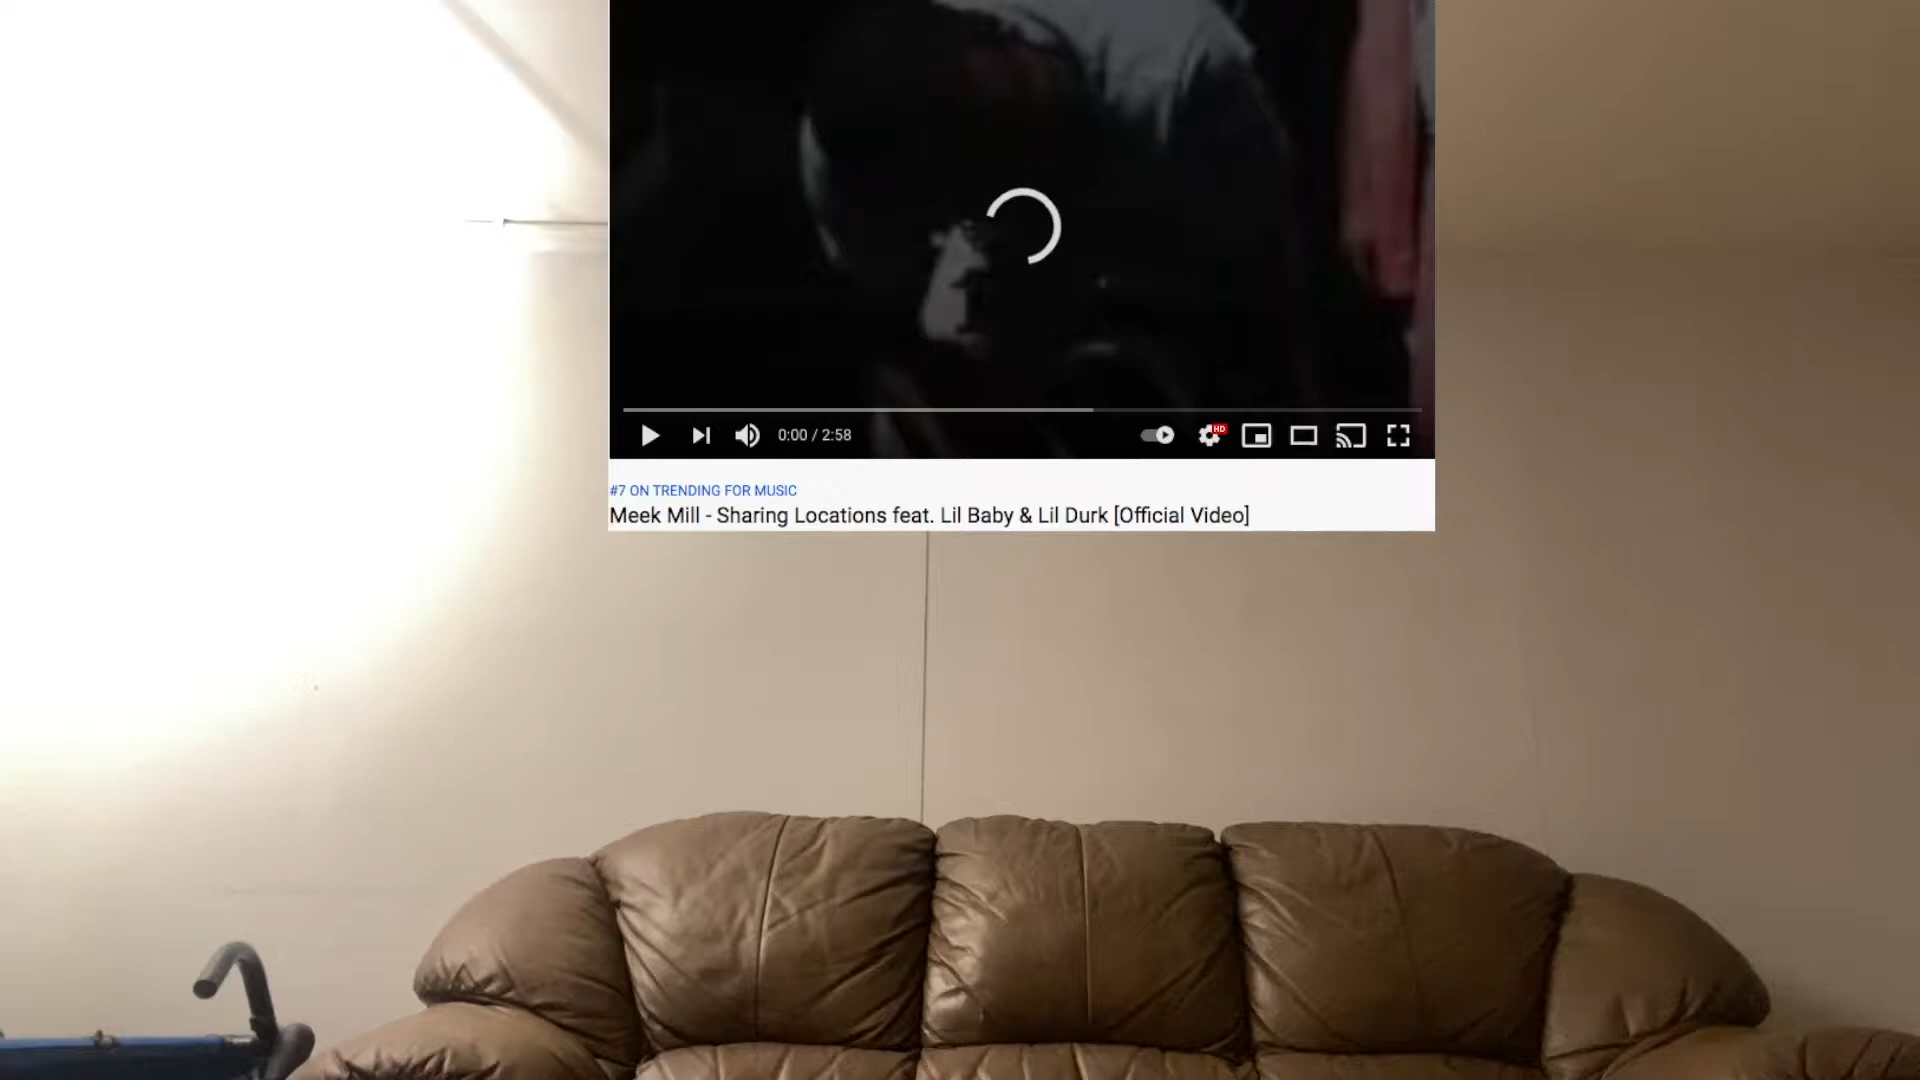 HD
0:00 / 2:58
#7 ON TRENDING FOR MUSIC
Meek Mill - Sharing Locations feat. Lil Baby & Lil Durk [Official Video]